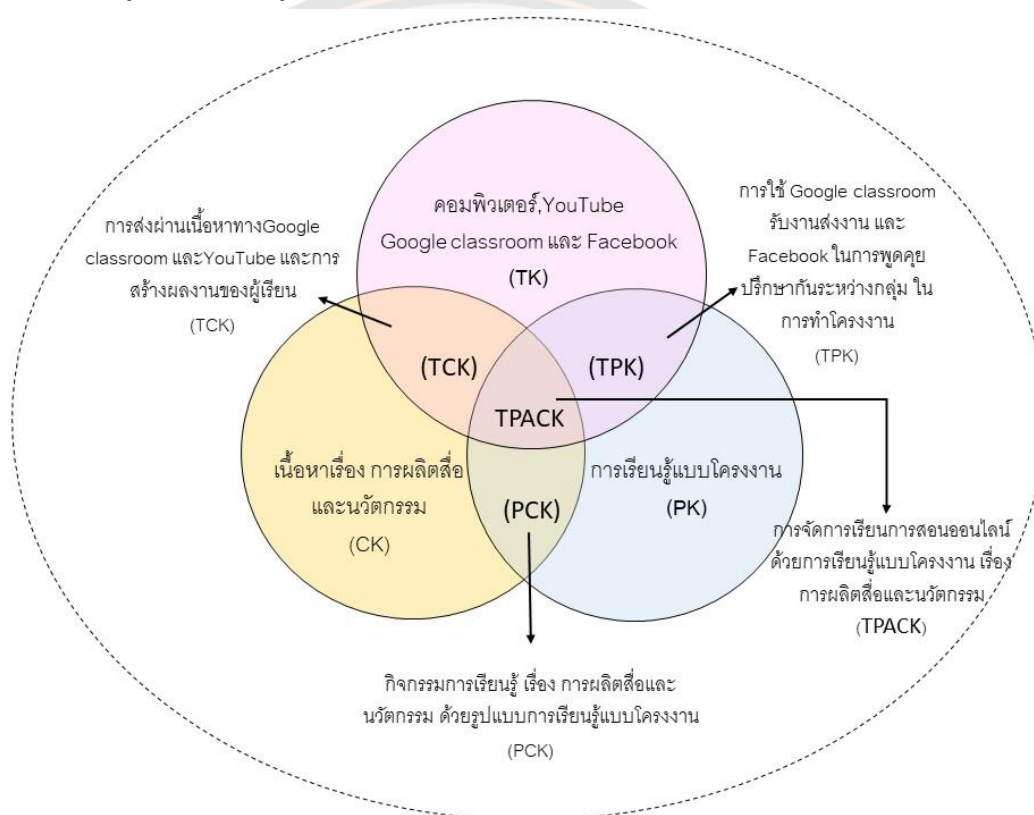 คอมพิวเตอร์,YouTube
Google classroom และ Facebook
(TK)
การส่งผ่านเนื้อหาทางGoogle
classroom และYouTube และการ
สร้างผลงานของผู้เรียน
(TCK)
การใช้ Google classroom
รับงานส่งงาน และ
Facebook ในการพูดคุย
ปรึกษากันระหว่างกลุ่ม ใน
การทำโครงงาน
(TPK)
(TCK)
(TPK)
TPACK
เนื้อหาเรื่อง การผลิตสื่อ
และนวัตกรรม
(CK)
(PCK)
การเรียนรู้แบบโครงงาน
(PK)
การจัดการเรียนการสอนออนไลน์
ด้วยการเรียนรู้แบบโครงงาน เรื่อง
การผลิตสื่อและนวัตกรรม
(TPACK)
กิจกรรมการเรียนรู้ เรื่อง การผลิตสื่อและ
นวัตกรรม ด้วยรูปแบบการเรียนรู้แบบโครงงาน
(PCK)